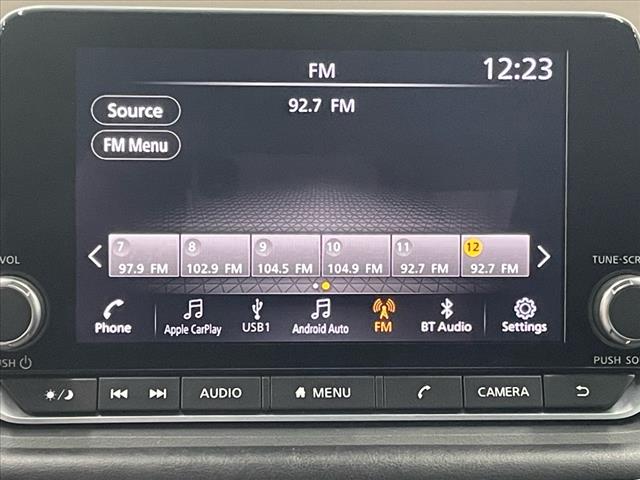 FM
12:23
92.7 FM
Source
FM Menu
7 8 9 10 11 12
97.9 FM 102.9 FM 104.5 FM 104.9 FM 92.7 FM 92.7 FM
Phone Apple CarPlay USB1 Android Auto FM BT Audio Settings
VOL
TUNE-SCR
PUSH
PUSH SO
AUDIO MENU CAMERA